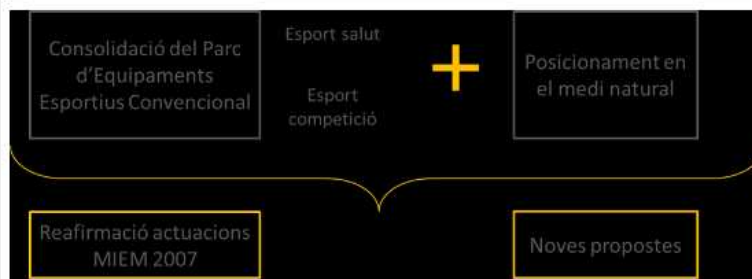 Consolidació del Parc
d'Equipaments
Esportius Convencional
Esport salut
Esport
competició
+
Posicionament en
el medi natural
Reafirmació actuacions
MIEM 2007
Noves propostes